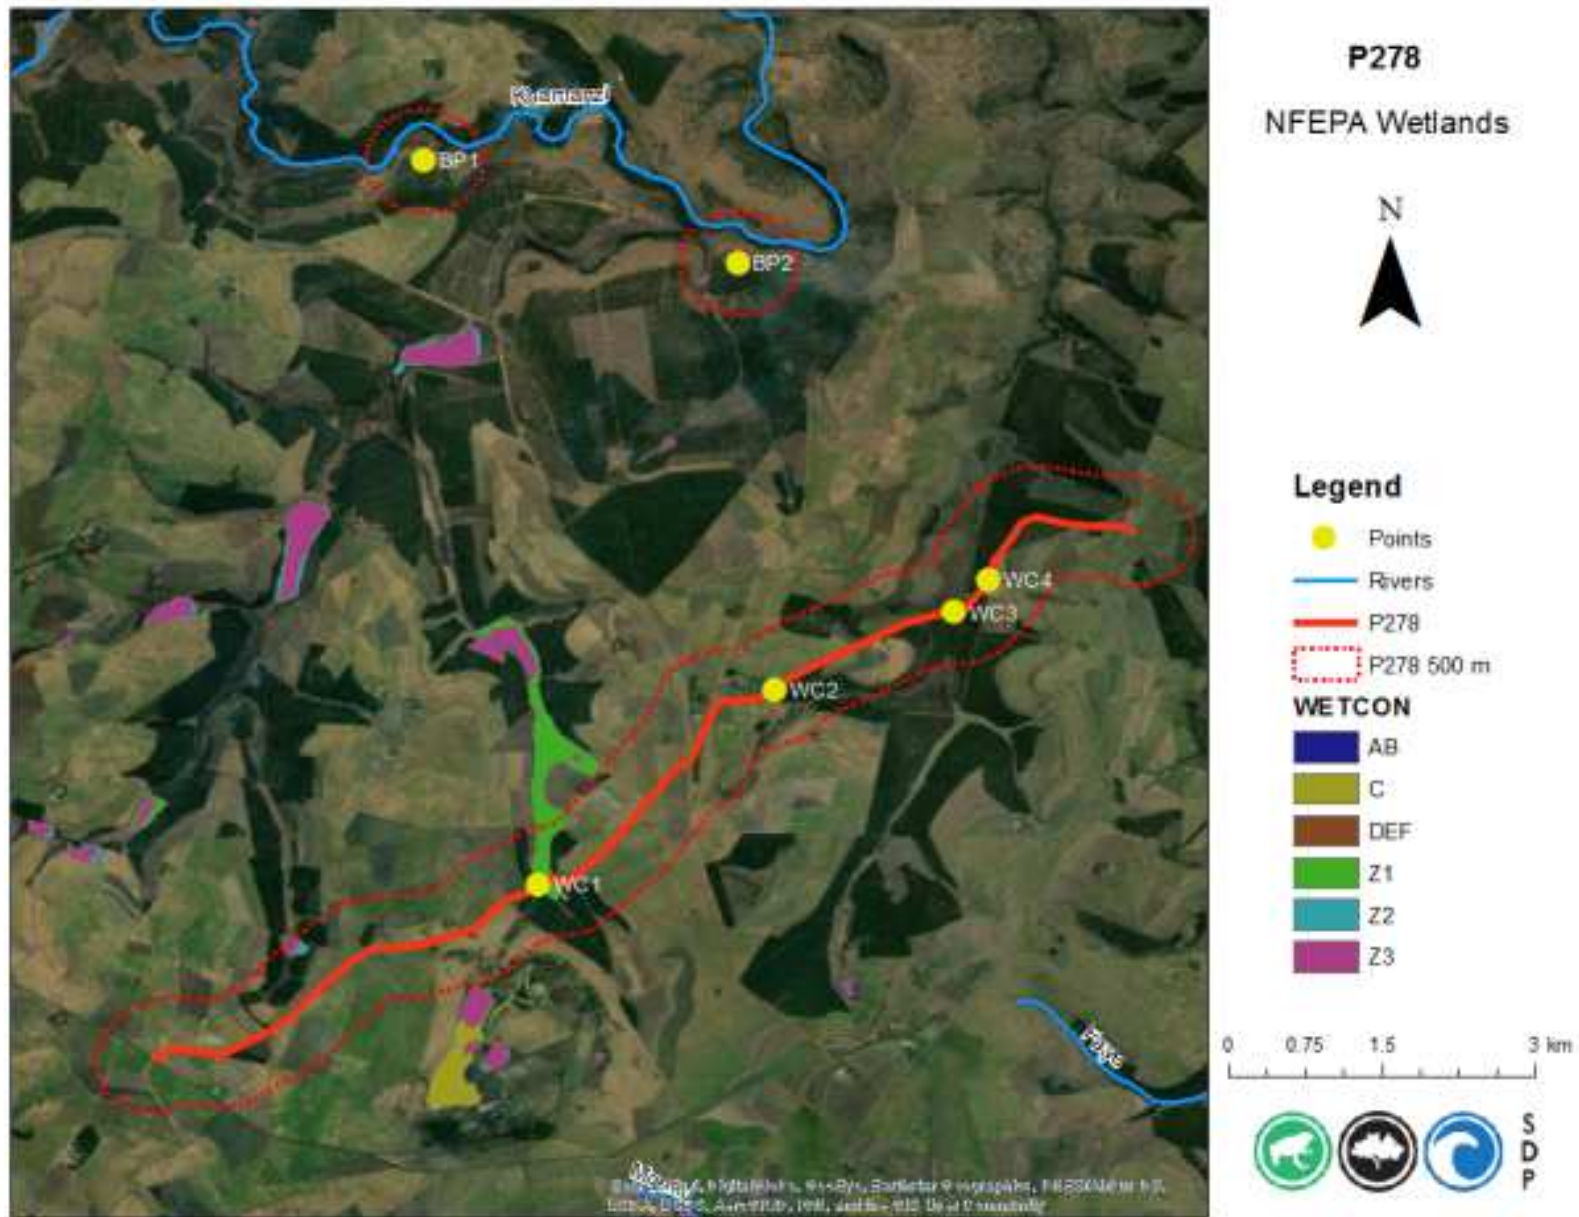 P278
NFEPA Wetlands
N
BP1
BP2
WC4
WC3
WC2
WC1
Legend
Points
Rivers
P278
P278 500 m
WETCON
AB
C
DEF
Z1
Z2
Z3
0 0.75 1.5 3 km
S
D
P